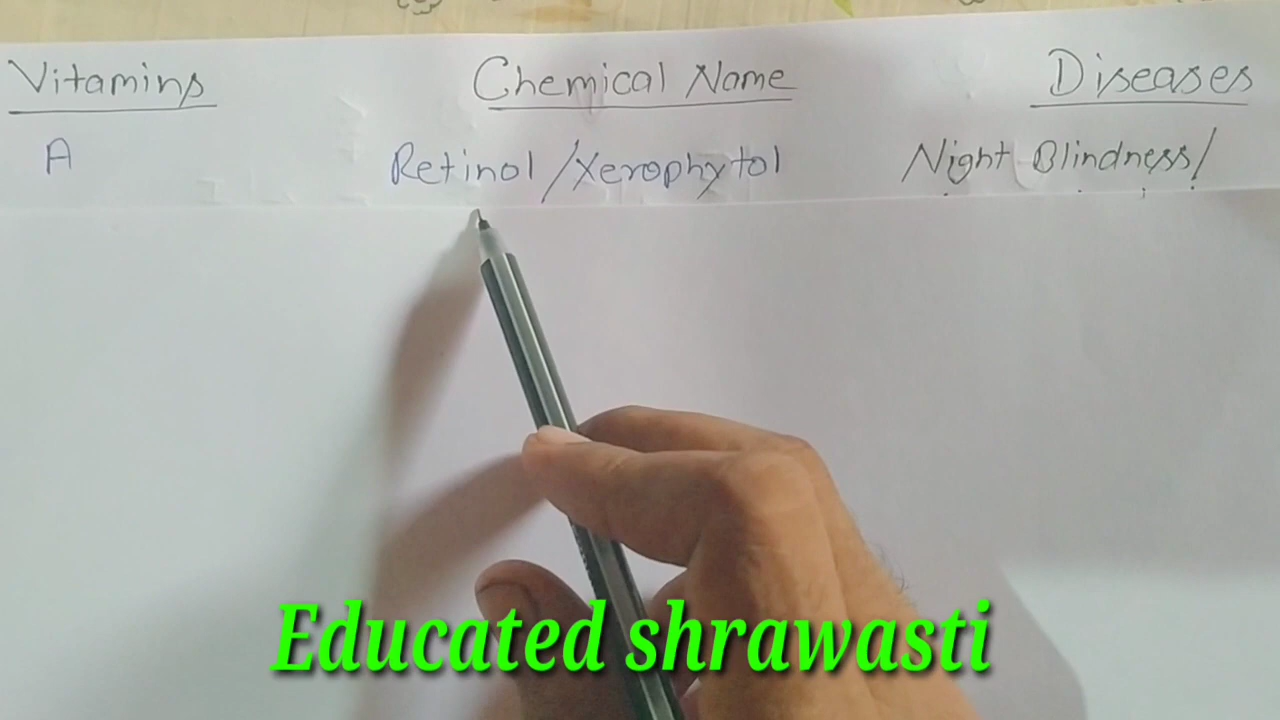 Vitamins Chemical Name Diseases
A Retinol /Xerophytol Night Blindness/
Educated shrawasti